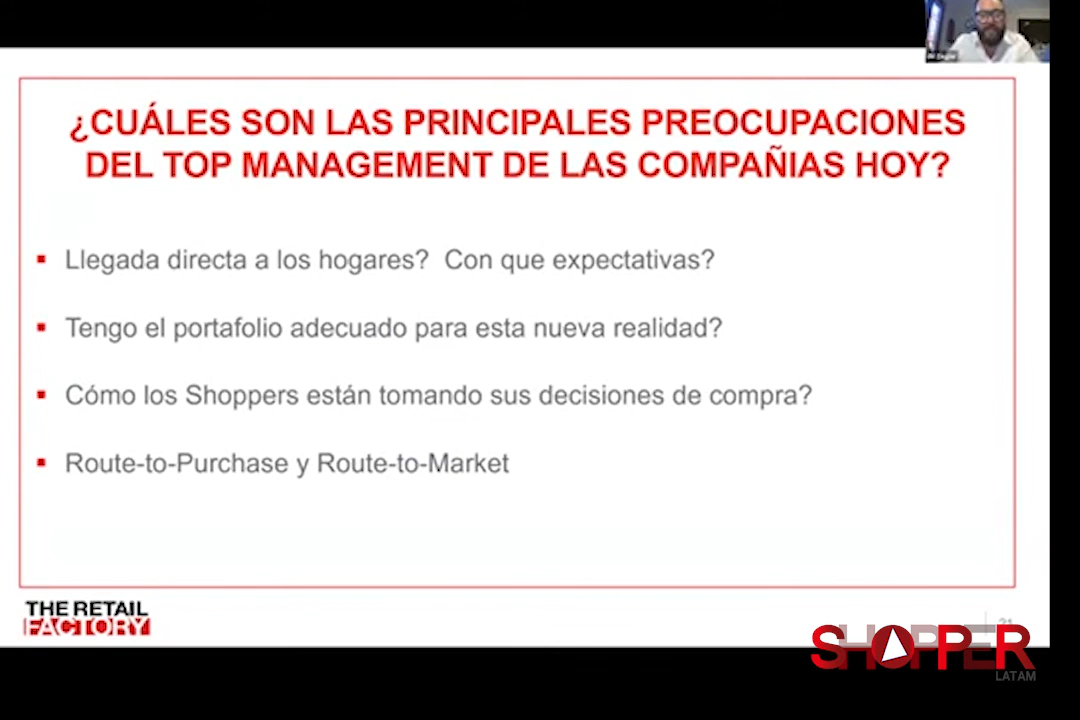 ¿CUÁLES SON LAS PRINCIPALES PREOCUPACIONES
DEL TOP MANAGEMENT DE LAS COMPAÑIAS HOY?
Llegada directa a los hogares? Con que expectativas?
Tengo el portafolio adecuado para esta nueva realidad?
Cómo los Shoppers están tomando sus decisiones de compra?
Route-to-Purchase y Route-to-Market
THE RETAIL
FACTORY
SHOPPER
LATAM